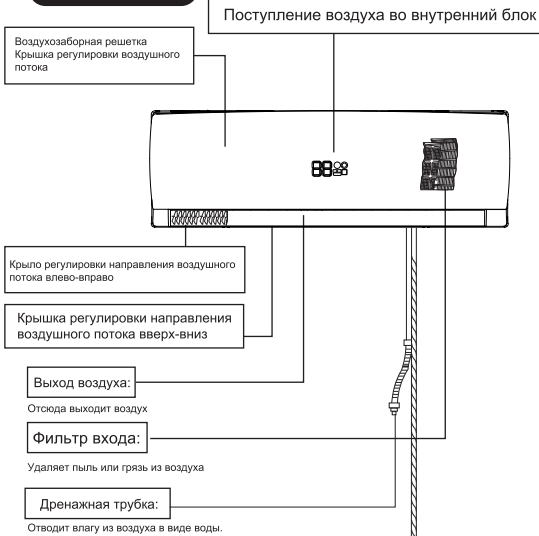 Поступление воздуха во внутренний блок
Воздухозаборная решетка
Крышка регулировки воздушного
потока
88
Крыло регулировки направления воздушного
потока влево-вправо
Крышка регулировки направления
воздушного потока вверх-вниз
Выход воздуха:
Отсюда выходит воздух
Фильтр входа:
Удаляет пыль или грязь из воздуха
Дренажная трубка:
Отводит влагу из воздуха в виде воды.